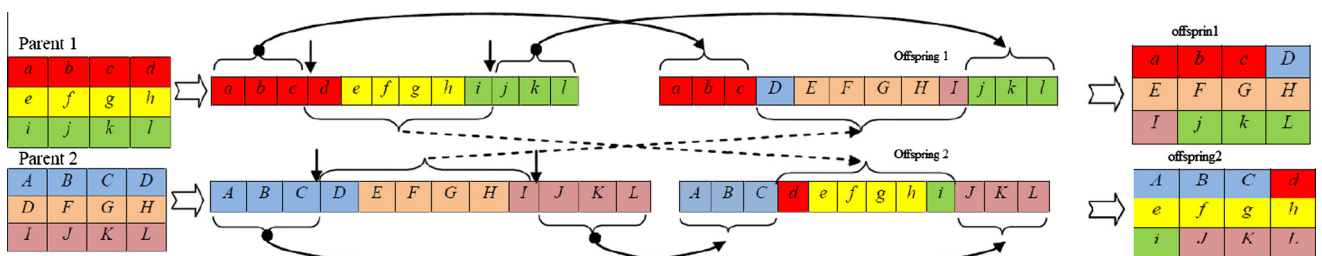 Parent 1
a b c d
e f g h
i j k l
a b c d e f g h i j k l
Offspring 1
a b c D E F G H I j k l
offsprin1
a b c D
E F G H
I j k L
Parent 2
A B C D
D F G H
I J K L
A B C D E F G H I J K L
Offspring 2
A B C d e f g h i J K L
offspring2
A B C d
e f g h
i J K L